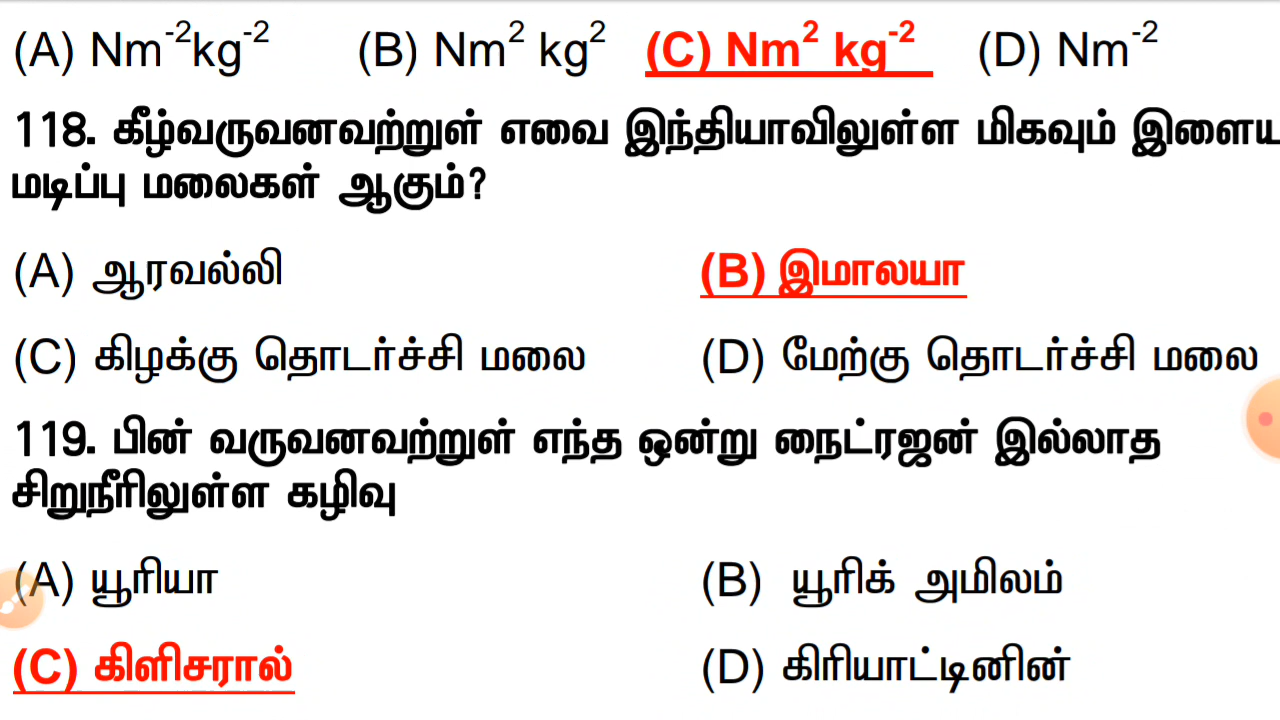 (A) Nm⁻²kg⁻² (B) Nm² kg² (C) Nm² kg⁻² (D) Nm⁻²
118. கீழ்வருவனவற்றுள் எவை இந்தியாவிலுள்ள மிகவும் இளைய
மடிப்பு மலைகள் ஆகும்?
(A) ஆரவல்லி (B) இமாலயா
(C) கிழக்கு தொடர்ச்சி மலை (D) மேற்கு தொடர்ச்சி மலை
119. பின் வருவனவற்றுள் எந்த ஒன்று நைட்ரஜன் இல்லாத
சிறுநீரிலுள்ள கழிவு
(A) யூரியா (B) யூரிக் அமிலம்
(C) கிளிசரால் (D) கிரியாட்டினின்